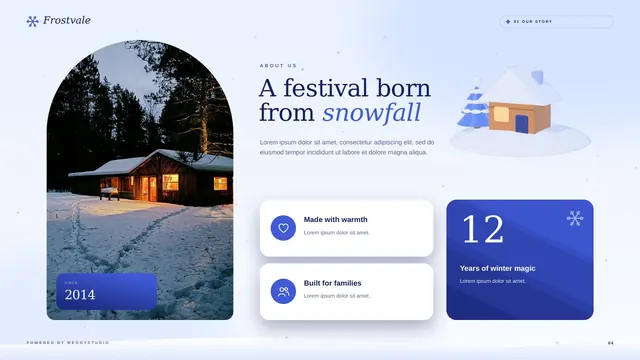 Frostvale
01 OUR STORY
ABOUT US
A festival born
from snowfall
Lorem ipsum dolor sit amet, consectetur adipiscing elit, sed do
eiusmod tempor incididunt ut labore et dolore magna aliqua.
SINCE
2014
Made with warmth
Lorem ipsum dolor sit amet.
Built for families
Lorem ipsum dolor sit amet.
12
Years of winter magic
Lorem ipsum dolor sit amet.
04